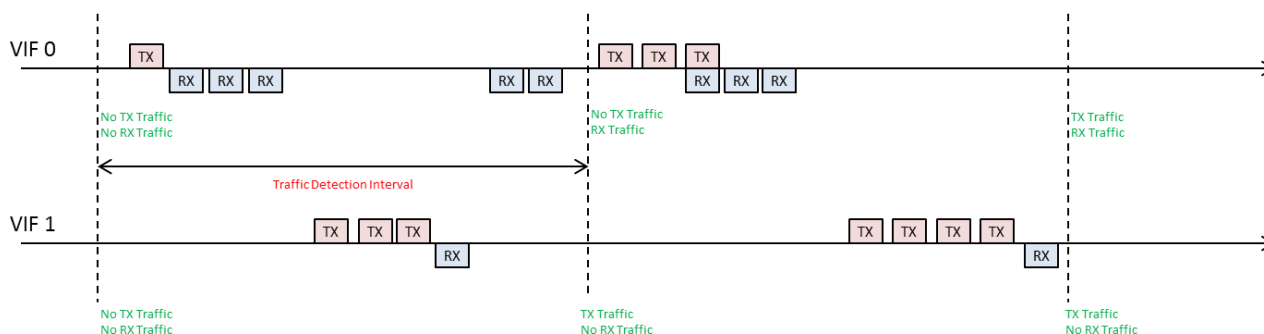 VIF 0
TX TX TX TX
RX RX RX RX RX RX RX RX
No TX Traffic
No RX Traffic
No TX Traffic
RX Traffic
TX Traffic
RX Traffic
Traffic Detection Interval
VIF 1
TX TX TX TX TX TX TX
RX RX
No TX Traffic
No RX Traffic
TX Traffic
No RX Traffic
TX Traffic
No RX Traffic